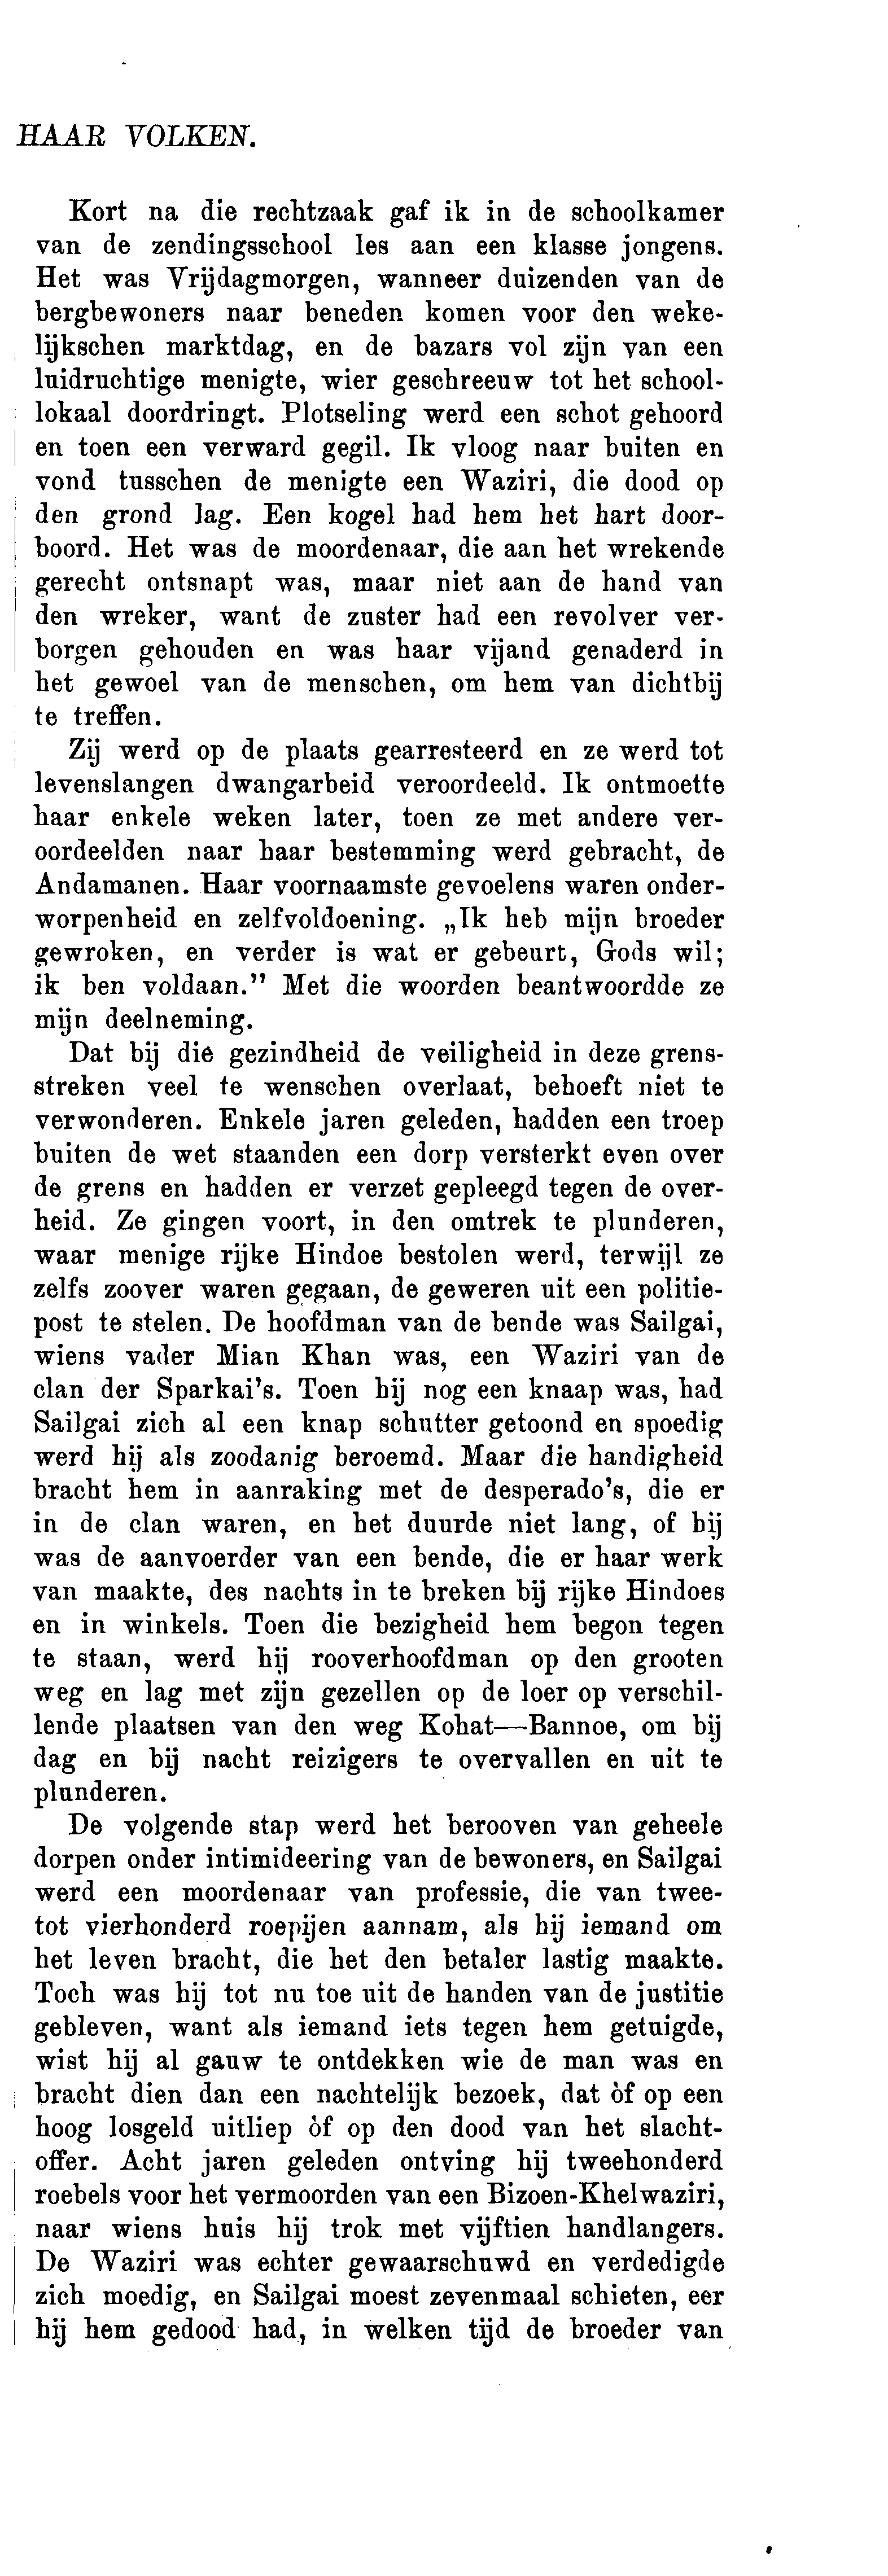 HAAR VOLKEN.
Kort na die rechtzaak gaf ik in de schoolkamer
van de zendingsschool les aan een klasse jongens.
Het was Vrijdagmorgen, wanneer duizenden van de
bergbewoners naar beneden komen voor den weke-
lijkschen marktdag, en de bazars vol zijn van een
luidruchtige menigte, wier geschreeuw tot het school-
lokaal doordringt. Plotseling werd een schot gehoord
en toen een verward gegil. Ik vloog naar buiten en
vond tusschen de menigte een Waziri, die dood op
den grond lag. Een kogel had hem het hart door-
boord. Het was de moordenaar, die aan het wrekende
gerecht ontsnapt was, maar niet aan de hand van
den wreker, want de zuster had een revolver ver-
borgen gehouden en was haar vijand genaderd in
het gewoel van de menschen, om hem van dichtbij
te treffen.
Zij werd op de plaats gearresteerd en ze werd tot
levenslangen dwangarbeid veroordeeld. Ik ontmoette
haar enkele weken later, toen ze met andere ver-
oordeelden naar haar bestemming werd gebracht, de
Andamanen. Haar voornaamste gevoelens waren onder-
worpenheid en zelfvoldoening. „Ik heb mijn broeder
gewroken, en verder is wat er gebeurt, Gods wil;
ik ben voldaan.” Met die woorden beantwoordde ze
mijn deelneming.
Dat bij die gezindheid de veiligheid in deze grens-
streken veel te wenschen overlaat, behoeft niet te
verwonderen. Enkele jaren geleden, hadden een troep
buiten de wet staanden een dorp versterkt even over
de grens en hadden er verzet gepleegd tegen de over-
heid. Ze gingen voort, in den omtrek te plunderen,
waar menige rijke Hindoe bestolen werd, terwijl ze
zelfs zoover waren gegaan, de geweren uit een politie-
post te stelen. De hoofdman van de bende was Sailgai,
wiens vader Mian Khan was, een Waziri van de
clan der Sparkai's. Toen hij nog een knaap was, had
Sailgai zich al een knap schutter getoond en spoedig
werd hij als zoodanig beroemd. Maar die handigheid
bracht hem in aanraking met de desperado's, die er
in de clan waren, en het duurde niet lang, of hij
was de aanvoerder van een bende, die er haar werk
van maakte, des nachts in te breken bij rijke Hindoes
en in winkels. Toen die bezigheid hem begon tegen
te staan, werd hij rooverhoofdman op den grooten
weg en lag met zijn gezellen op de loer op verschil-
lende plaatsen van den weg Kohat—Bannoe, om bij
dag en bij nacht reizigers te overvallen en uit te
plunderen.
De volgende stap werd het berooven van geheele
dorpen onder intimideering van de bewoners, en Sailgai
werd een moordenaar van professie, die van twee-
tot vierhonderd roepijen aannam, als hij iemand om
het leven bracht, die het den betaler lastig maakte.
Toch was hij tot nu toe uit de handen van de justitie
gebleven, want als iemand iets tegen hem getuigde,
wist hij al gauw te ontdekken wie de man was en
bracht dien dan een nachtelijk bezoek, dat òf op een
hoog losgeld uitliep òf op den dood van het slacht-
offer. Acht jaren geleden ontving hij tweehonderd
roebels voor het vermoorden van een Bizoen-Khelwaziri,
naar wiens huis hij trok met vijftien handlangers.
De Waziri was echter gewaarschuwd en verdedigde
zich moedig, en Sailgai moest zevenmaal schieten, eer
hij hem gedood had, in welken tijd de broeder van